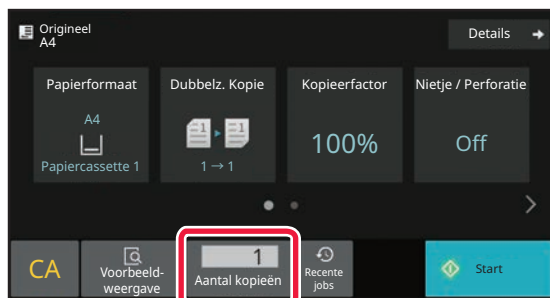 Origineel
A4
Details
Papierformaat
A4
Papiercassette 1
Dubbelz. Kopie
1 → 1
Kopieerfactor
100%
Nietje / Perforatie
Off
CA
Voorbeeld-
weergave
1
Aantal kopieën
Recente
jobs
Start